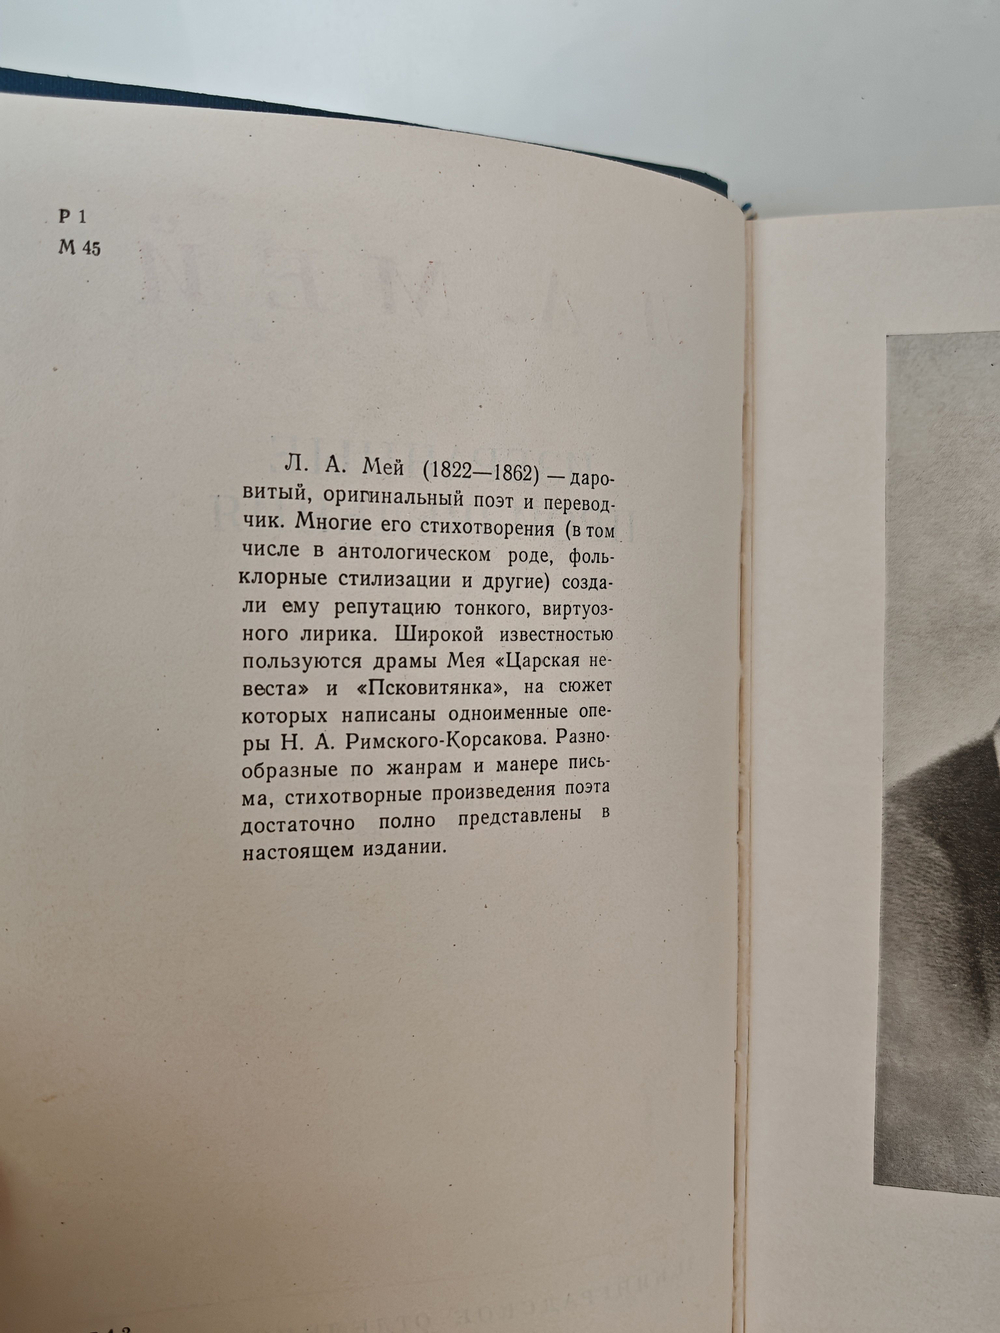 Р 1
М 45
Л. А. Мей (1822—1862) — даро-
витый, оригинальный поэт и перевод-
чик. Многие его стихотворения (в том
числе в антологическом роде, фоль-
клорные стилизации и другие) созда-
ли ему репутацию тонкого, виртуоз-
ного лирика. Широкой известностью
пользуются драмы Мея «Царская не-
веста» и «Псковитянка», на сюжет
которых написаны одноименные опе-
ры Н. А. Римского-Корсакова. Разно-
образные по жанрам и манере пись-
ма, стихотворные произведения поэта
достаточно полно представлены в
настоящем издании.